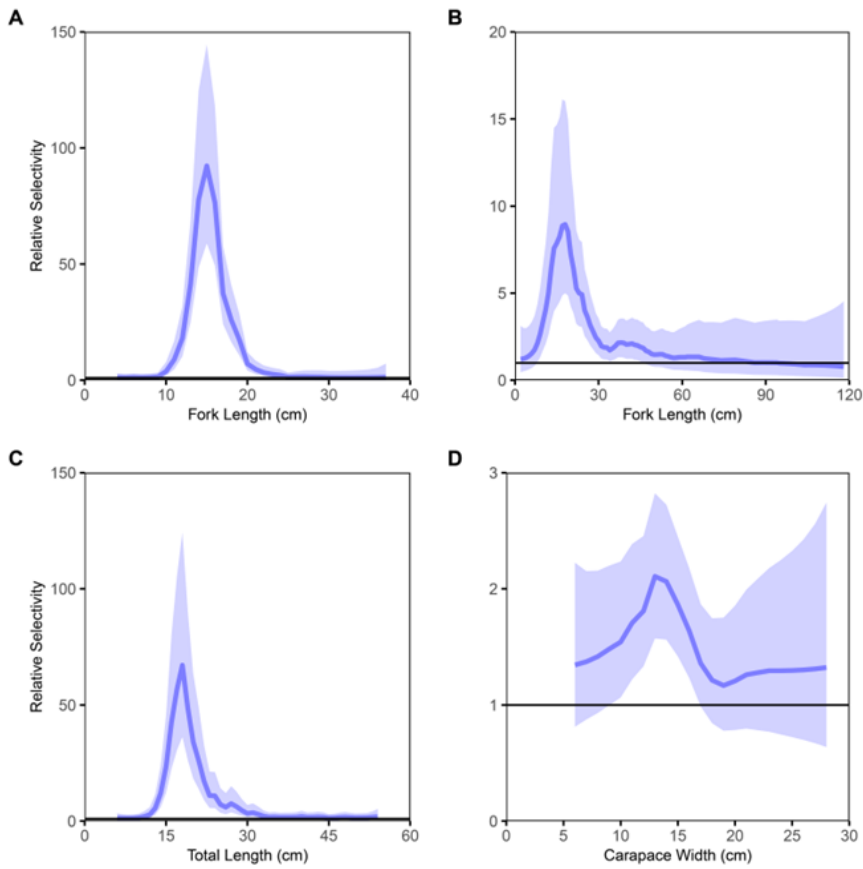 A
150
100
50
0
Relative Selectivity
0 10 20 30 40
Fork Length (cm)
B
20
15
10
5
0
0 30 60 90 120
Fork Length (cm)
C
150
100
50
0
Relative Selectivity
0 15 30 45 60
Total Length (cm)
D
3
2
1
0
0 5 10 15 20 25 30
Carapace Width (cm)